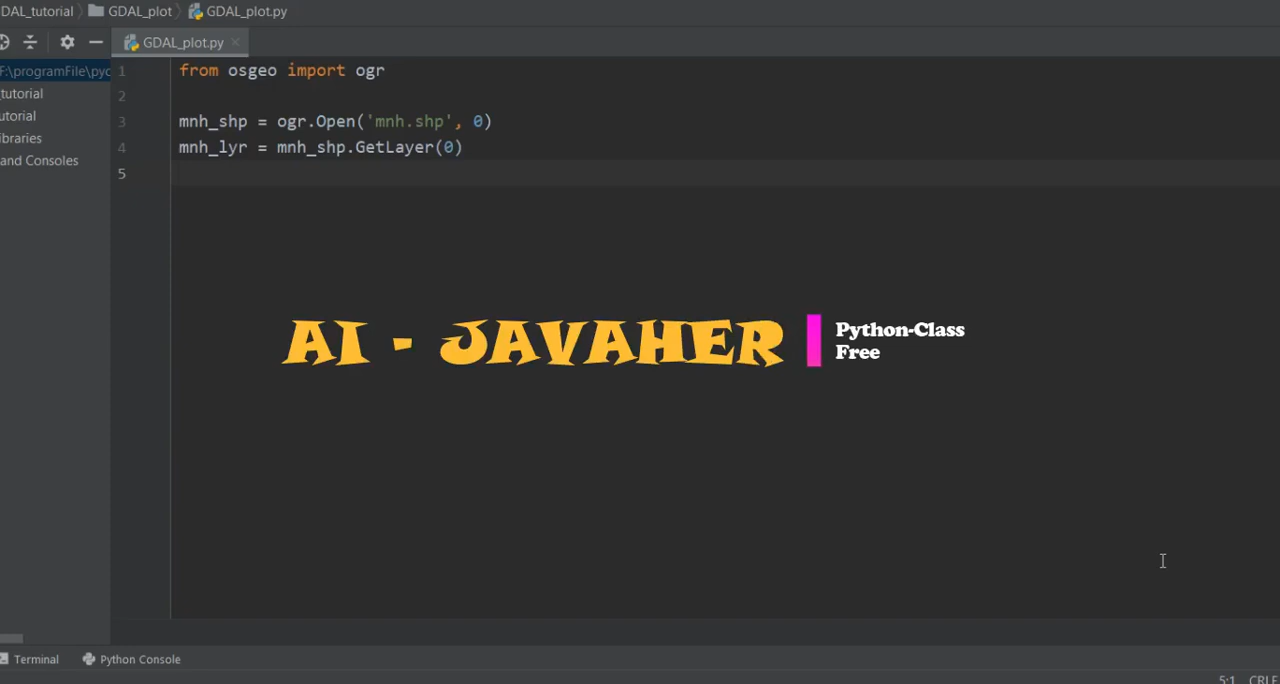 DAL_tutorial GDAL_plot GDAL_plot.py
GDAL_plot.py
F:\programFile\pyc
_tutorial
utorial
ibraries
and Consoles
1 from osgeo import ogr
2
3 mnh_shp = ogr.Open('mnh.shp', 0)
4 mnh_lyr = mnh_shp.GetLayer(0)
5
AI - JAVAHER
Python-Class
Free
Terminal Python Console
5:1 CRLF